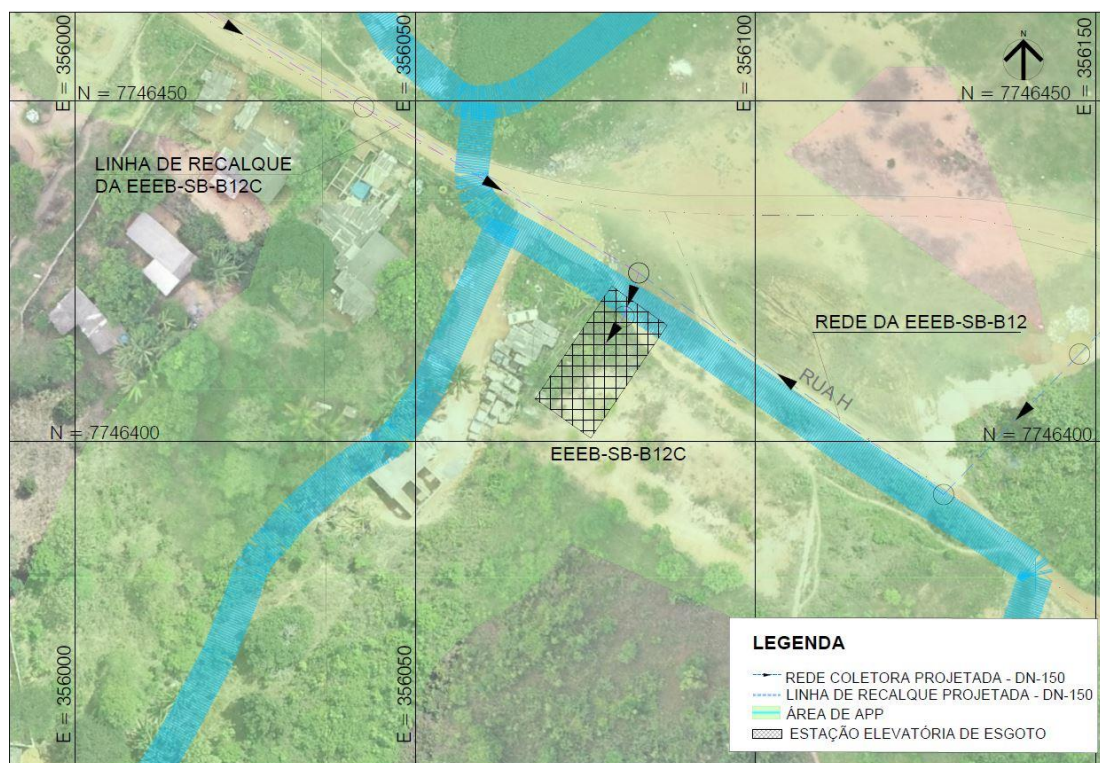 E = 356000
E = 356050
E = 356100
E = 356150
N
N = 7746450
N = 7746450
LINHA DE RECALQUE
DA EEEB-SB-B12C
REDE DA EEEB-SB-B12
RUA H
N = 7746400
N = 7746400
EEEB-SB-B12C
E = 356000
E = 356050
LEGENDA
REDE COLETORA PROJETADA - DN-150
LINHA DE RECALQUE PROJETADA - DN-150
ÁREA DE APP
ESTAÇÃO ELEVATÓRIA DE ESGOTO